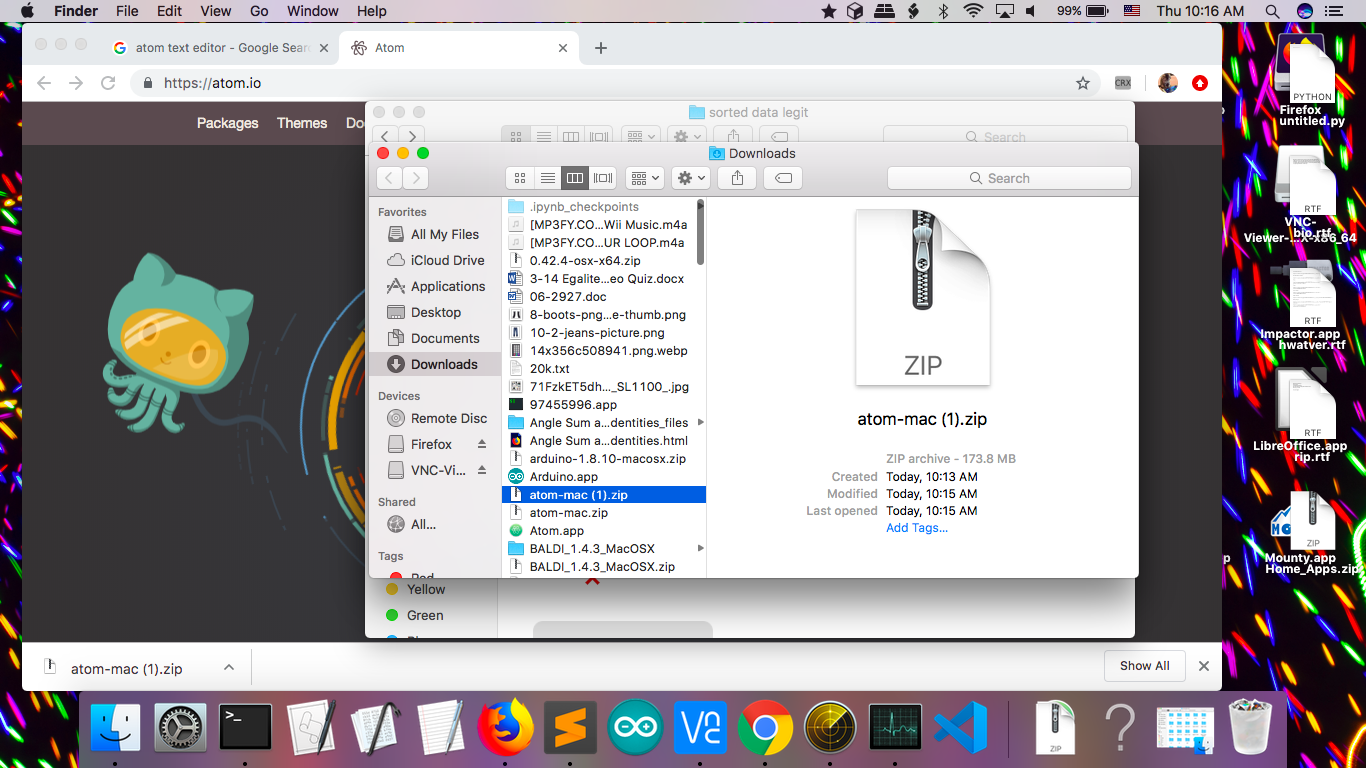 Finder File Edit View Go Window Help 99% Thu 10:16 AM
atom text editor - Google Sear
Atom
https://atom.io
CRX
Packages Themes Do
sorted data legit
Search
Downloads
Search
Favorites
All My Files
iCloud Drive
Applications
Desktop
Documents
Downloads
Devices
Remote Disc
Firefox
VNC-Vi...
Shared
All...
Tags
Red
Yellow
Green
.ipynb_checkpoints
[MP3FY.CO...Wii Music.m4a
[MP3FY.CO...UR LOOP.m4a
0.42.4-osx-x64.zip
3-14 Egalite...eo Quiz.docx
06-2927.doc
8-boots-png...e-thumb.png
10-2-jeans-picture.png
14x356c508941.png.webp
20k.txt
71FzkET5dh..._SL1100_.jpg
97455996.app
Angle Sum a...dentities_files
Angle Sum a...dentities.html
arduino-1.8.10-macosx.zip
Arduino.app
atom-mac (1).zip
atom-mac.zip
Atom.app
BALDI_1.4.3_MacOSX
BALDI_1.4.3_MacOSX.zip
ZIP
atom-mac (1).zip
ZIP archive - 173.8 MB
Created Today, 10:13 AM
Modified Today, 10:15 AM
Last opened Today, 10:15 AM
Add Tags...
PYTHON
Firefox
untitled.py
RTF
VNC-
bio.rtf
Viewer-...X-x86_64
RTF
Impactor.app
hwatver.rtf
RTF
LibreOffice.app
rip.rtf
ZIP
Mounty.app
Home_Apps.zip
atom-mac (1).zip
Show All
ZIP